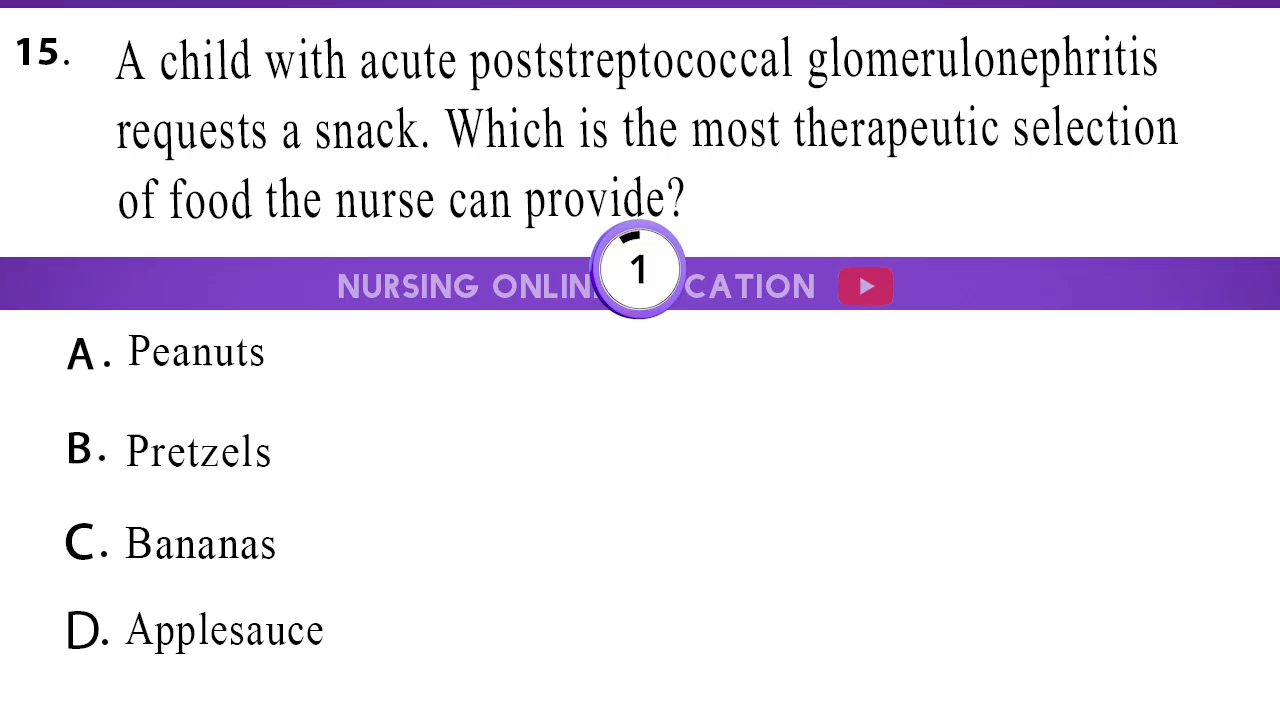 15. A child with acute poststreptococcal glomerulonephritis
requests a snack. Which is the most therapeutic selection
of food the nurse can provide?
1
NURSING CATION
A. Peanuts
B. Pretzels
C. Bananas
D. Applesauce